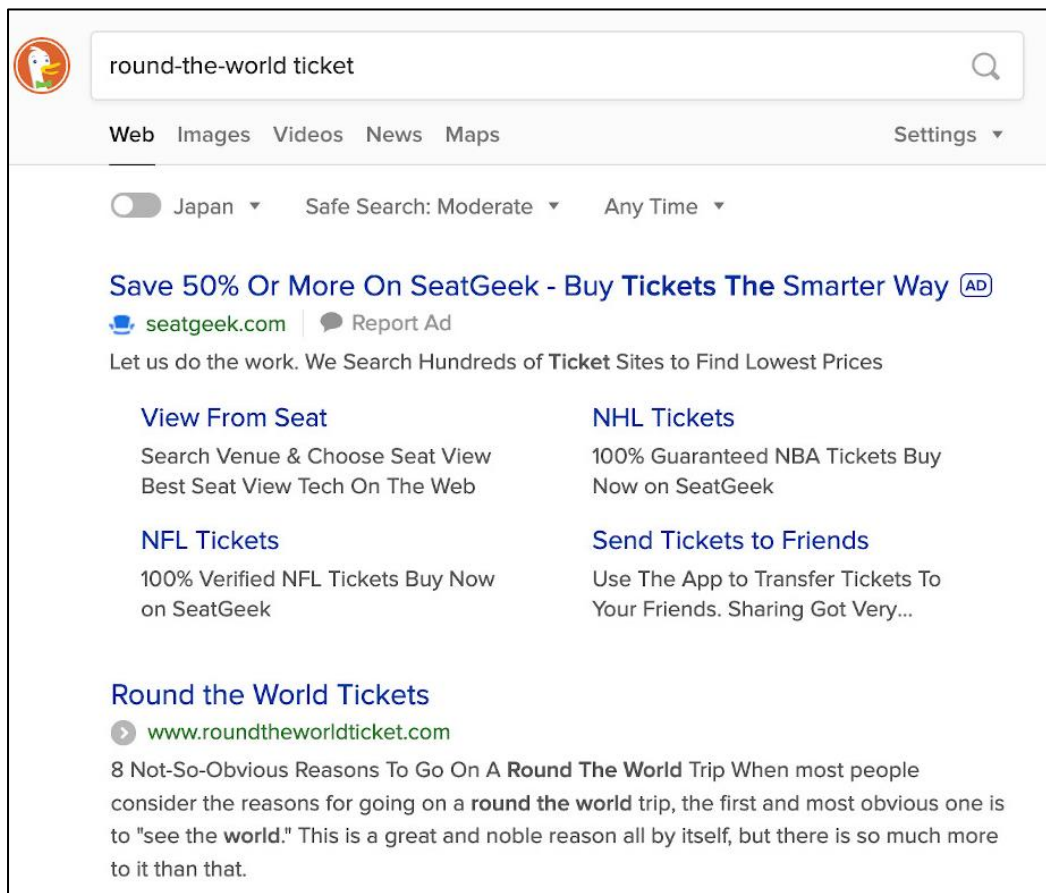 round-the-world ticket
Web Images Videos News Maps Settings
Japan Safe Search: Moderate Any Time
Save 50% Or More On SeatGeek - Buy Tickets The Smarter Way AD
seatgeek.com Report Ad
Let us do the work. We Search Hundreds of Ticket Sites to Find Lowest Prices
View From Seat
Search Venue & Choose Seat View
Best Seat View Tech On The Web
NHL Tickets
100% Guaranteed NBA Tickets Buy
Now on SeatGeek
NFL Tickets
100% Verified NFL Tickets Buy Now
on SeatGeek
Send Tickets to Friends
Use The App to Transfer Tickets To
Your Friends. Sharing Got Very...
Round the World Tickets
www.roundtheworldticket.com
8 Not-So-Obvious Reasons To Go On A Round The World Trip When most people
consider the reasons for going on a round the world trip, the first and most obvious one is
to "see the world." This is a great and noble reason all by itself, but there is so much more
to it than that.